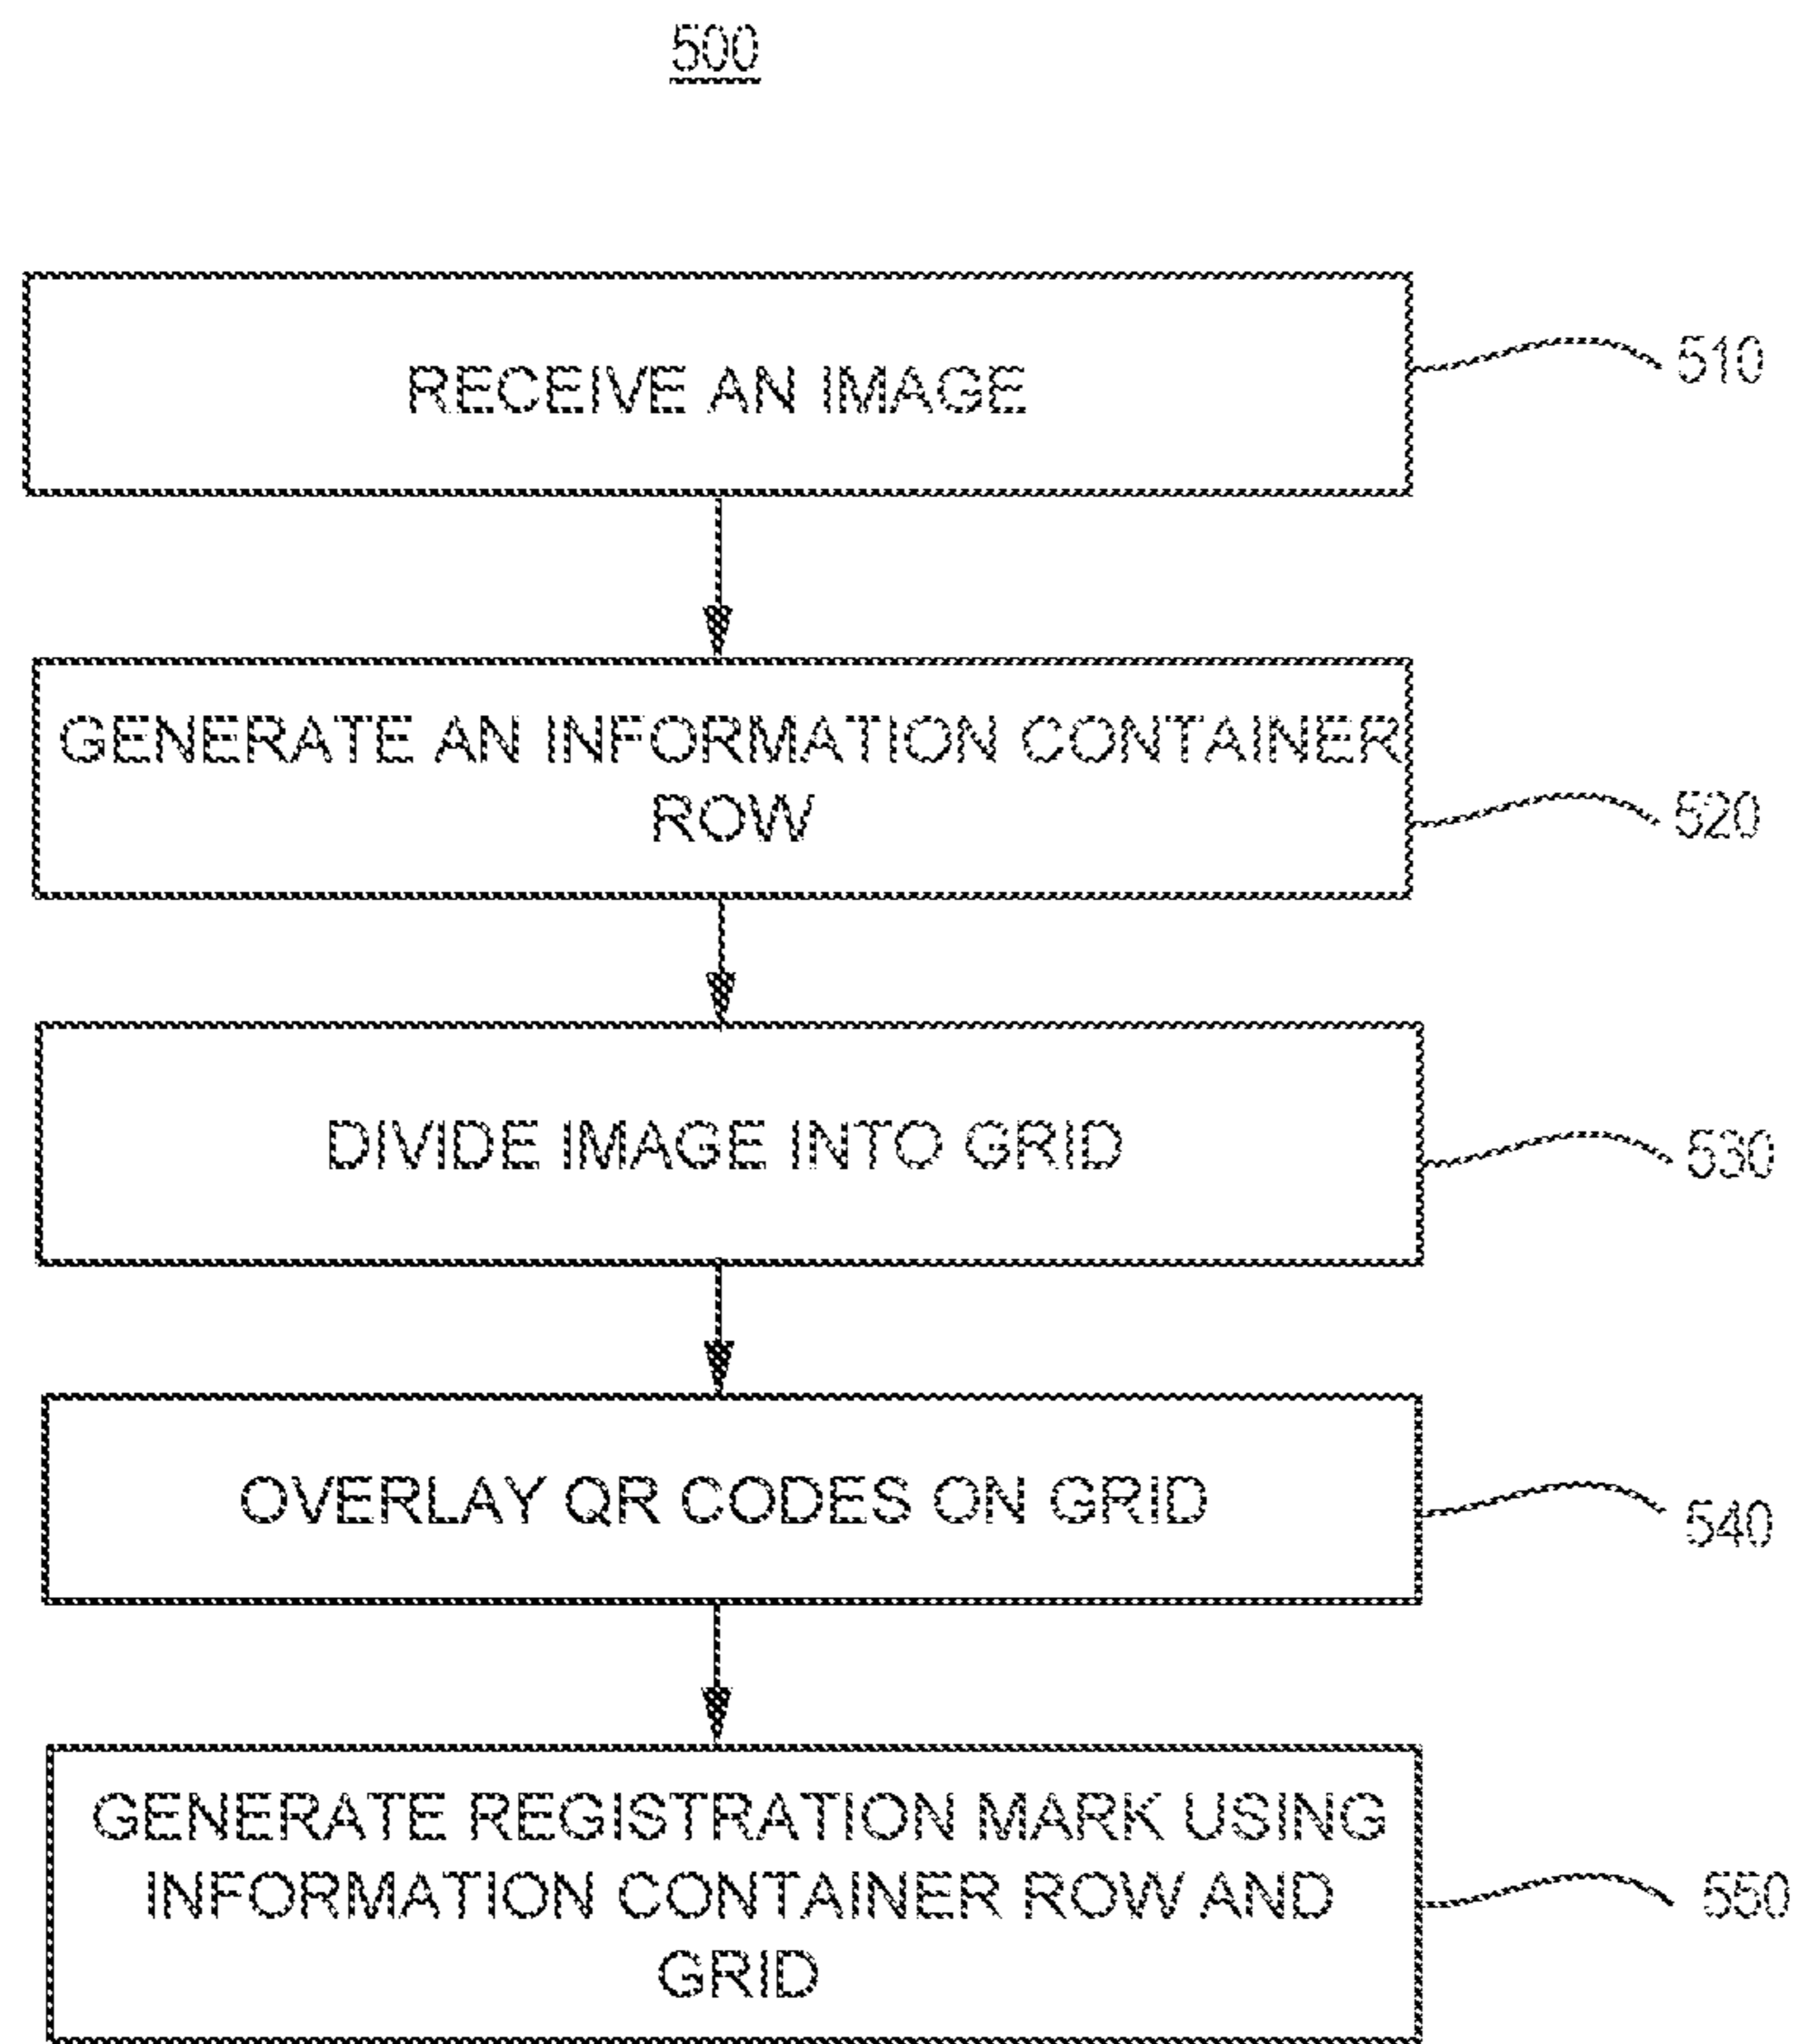 500
RECEIVE AN IMAGE
510
GENERATE AN INFORMATION CONTAINER
ROW
520
DIVIDE IMAGE INTO GRID
530
OVERLAY QR CODES ON GRID
540
GENERATE REGISTRATION MARK USING
INFORMATION CONTAINER ROW AND
GRID
550